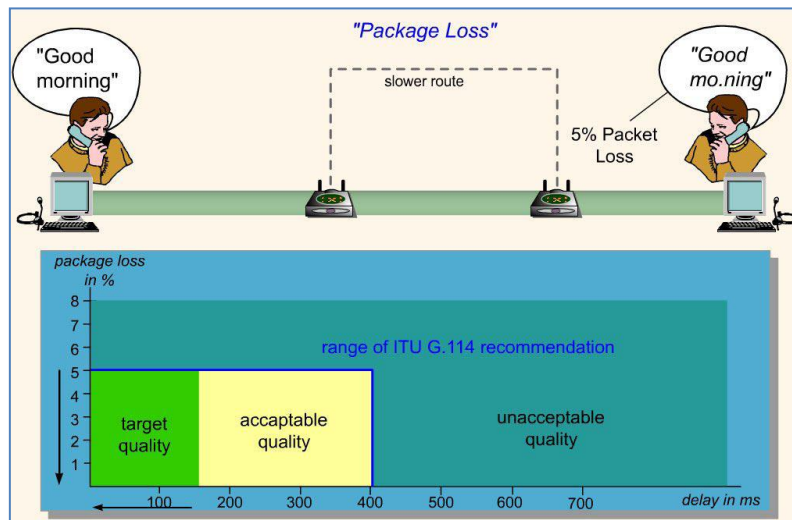 "Package Loss"
"Good
morning"
"Good
mo.ning"
slower route
5% Packet
Loss
package loss
in %
8
7
6
5
4
3
2
1
range of ITU G.114 recommendation
target
quality
accaptable
quality
unacceptable
quality
100 200 300 400 500 600 700 delay in ms